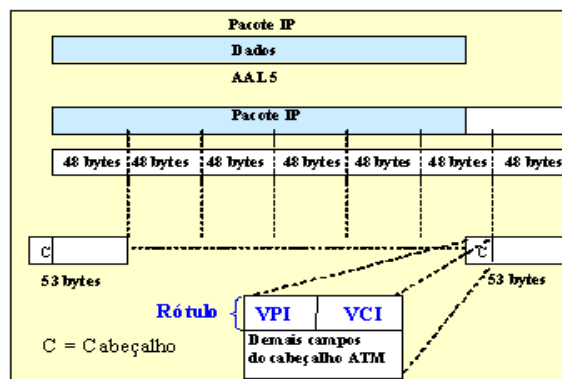 Pacote IP
Dados
AAL5
Pacote IP
48 bytes 48 bytes 48 bytes 48 bytes 48 bytes 48 bytes 48 bytes
C C
53 bytes 53 bytes
Rótulo VPI VCI
Demais campos
do cabeçalho ATM
C = Cabeçalho